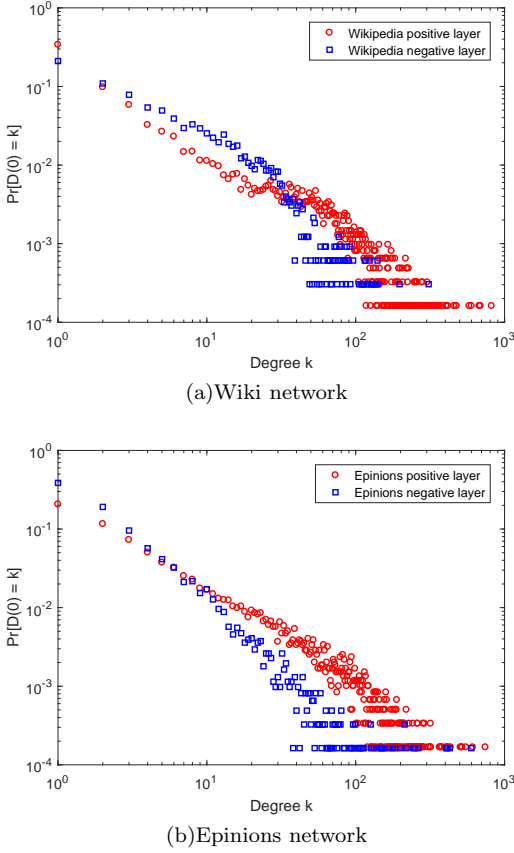 10^0
Wikipedia positive layer
Wikipedia negative layer
10^-1
10^-2
10^-3
10^-4
Pr[D(0) = k]
10^0 10^1 10^2 10^3
Degree k
(a)Wiki network
10^0
Epinions positive layer
Epinions negative layer
10^-1
10^-2
10^-3
10^-4
Pr[D(0) = k]
10^0 10^1 10^2 10^3
Degree k
(b)Epinions network